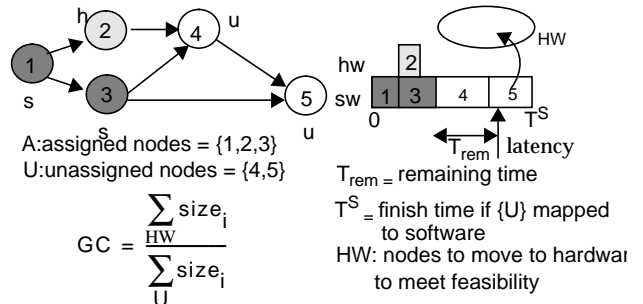 h
2
u
4
1
s
3
s
5
u
A:assigned nodes = {1,2,3}
U:unassigned nodes = {4,5}
GC = ∑ size_i
HW
∑ size_i
U
HW
hw
2
sw 1 3 4 5
0 T^S
T_rem latency
T_rem = remaining time
T^S = finish time if {U} mapped
to software
HW: nodes to move to hardwar
to meet feasibility